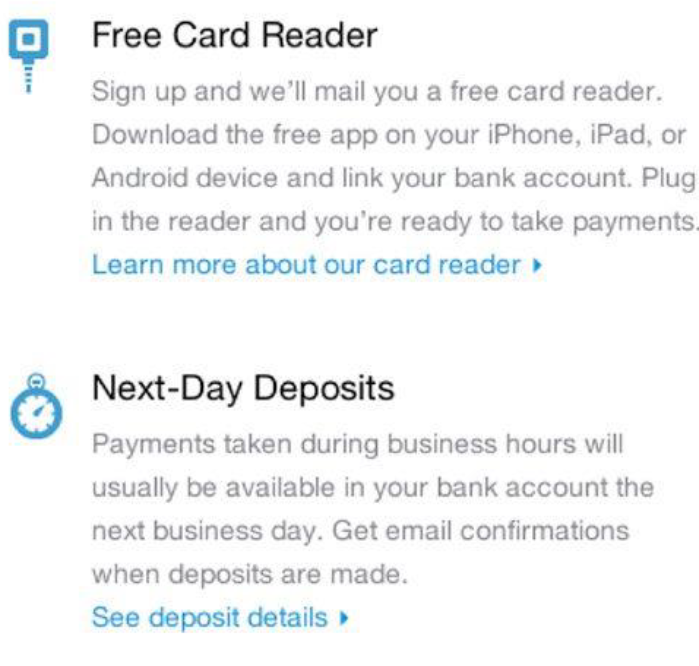 Free Card Reader
Sign up and we'll mail you a free card reader.
Download the free app on your iPhone, iPad, or
Android device and link your bank account. Plug
in the reader and you're ready to take payments.
Learn more about our card reader ▸
Next-Day Deposits
Payments taken during business hours will
usually be available in your bank account the
next business day. Get email confirmations
when deposits are made.
See deposit details ▸